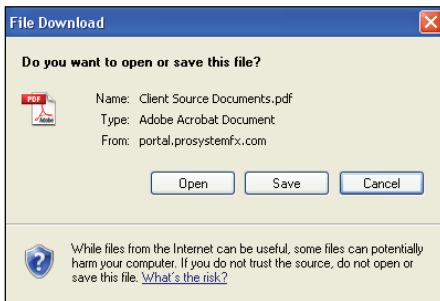 File Download
Do you want to open or save this file?
PDF
Adobe
Name: Client Source Documents.pdf
Type: Adobe Acrobat Document
From: portal.prosystemfx.com
Open Save Cancel
While files from the Internet can be useful, some files can potentially
harm your computer. If you do not trust the source, do not open or
save this file. What's the risk?